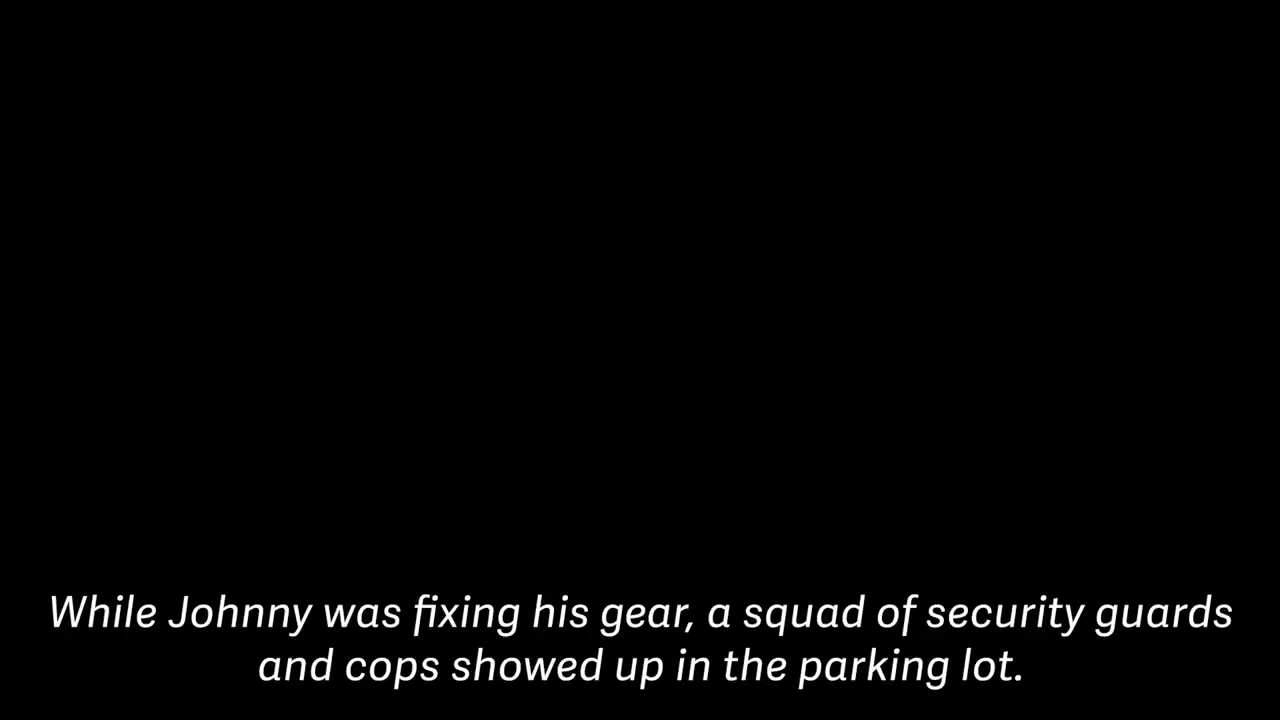 While Johnny was fixing his gear, a squad of security guards
and cops showed up in the parking lot.